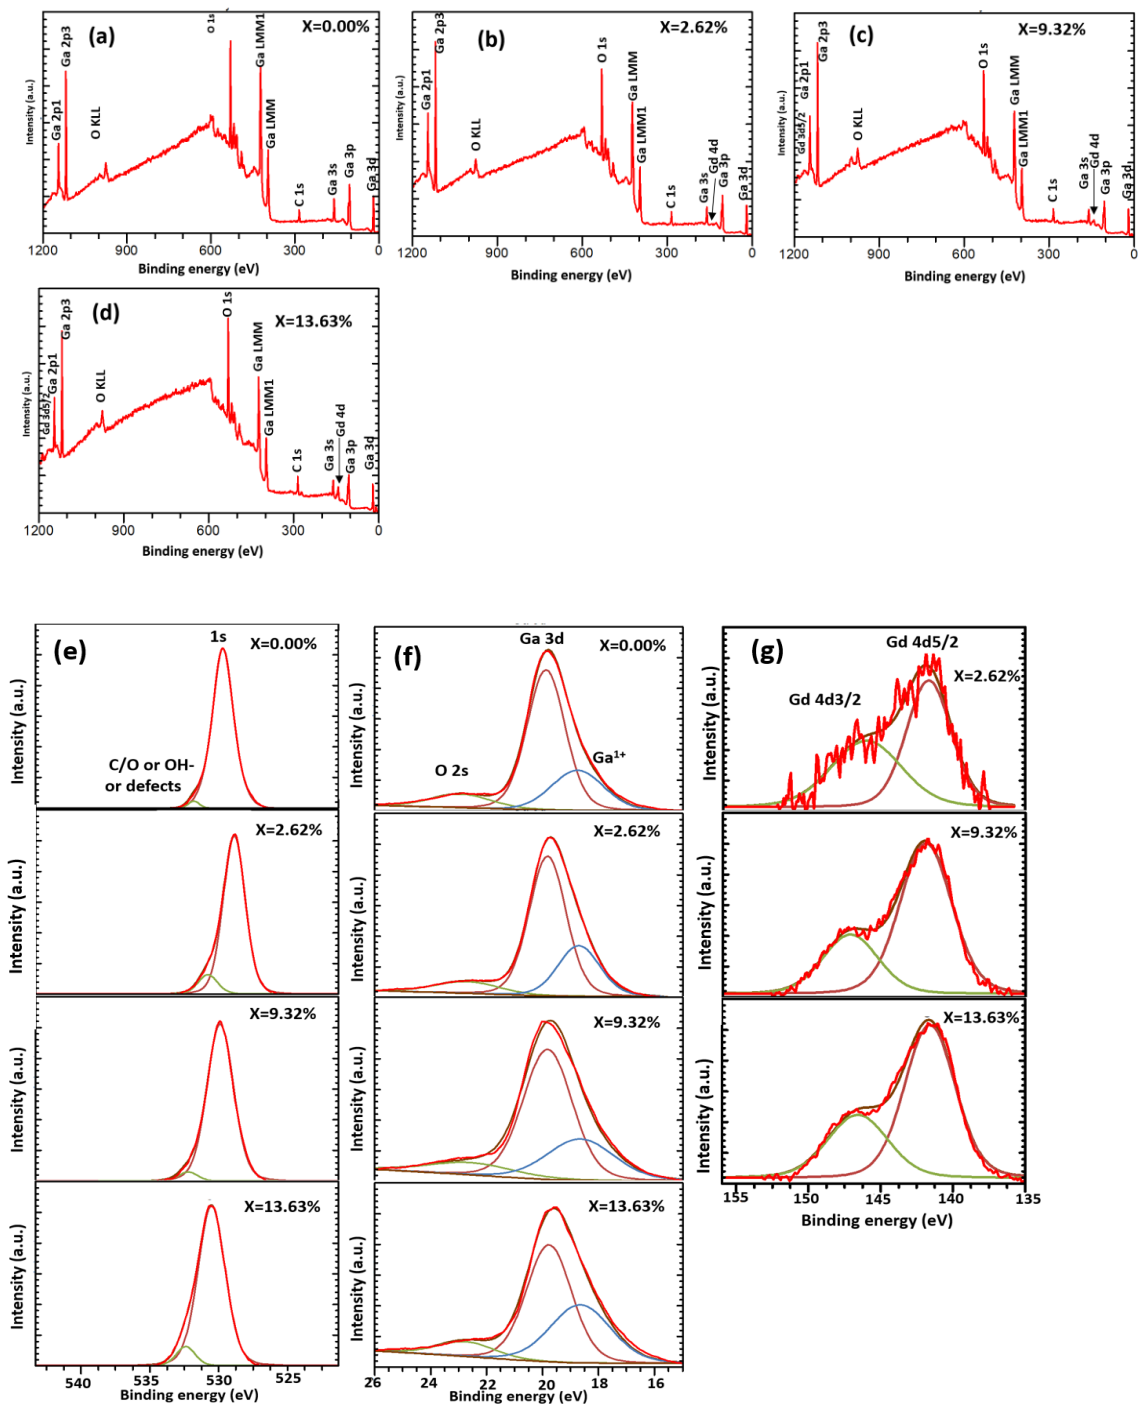 (a)
X=0.00%
Intensity (a.u.)
Ga 2p1
Ga 2p3
O KLL
O 1s
Ga LMM1
Ga LMM
C 1s
Ga 3s
Ga 3p
Ga 3d
1200 900 600 300 0
Binding energy (eV)
(b)
X=2.62%
Intensity (a.u.)
Ga 2p1
Ga 2p3
O KLL
O 1s
Ga LMM
Ga LMM1
C 1s
Ga 3s
Gd 4d
Ga 3p
Ga 3d
1200 900 600 300 0
Binding energy (eV)
(c)
X=9.32%
Intensity (a.u.)
Gd 3d5/2
Ga 2p1
Ga 2p3
O KLL
O 1s
Ga LMM
Ga LMM1
C 1s
Ga 3s
Gd 4d
Ga 3p
Ga 3d
1200 900 600 300 0
Binding energy (eV)
(d)
X=13.63%
Intensity (a.u.)
Gd 3d5/2
Ga 2p1
Ga 2p3
O KLL
O 1s
Ga LMM
Ga LMM1
C 1s
Ga 3s
Gd 4d
Ga 3p
Ga 3d
1200 900 600 300 0
Binding energy (eV)
(e)
1s
X=0.00%
C/O or OH-
or defects
Intensity (a.u.)
X=2.62%
Intensity (a.u.)
X=9.32%
Intensity (a.u.)
X=13.63%
Intensity (a.u.)
540 535 530 525
Binding energy (eV)
(f)
Ga 3d
X=0.00%
O 2s
Ga1+
Intensity (a.u.)
X=2.62%
Intensity (a.u.)
X=9.32%
Intensity (a.u.)
X=13.63%
Intensity (a.u.)
26 24 22 20 18 16
Binding energy (eV)
(g)
Gd 4d5/2
X=2.62%
Gd 4d3/2
Intensity (a.u.)
X=9.32%
Intensity (a.u.)
X=13.63%
Intensity (a.u.)
155 150 145 140 135
Binding energy (eV)